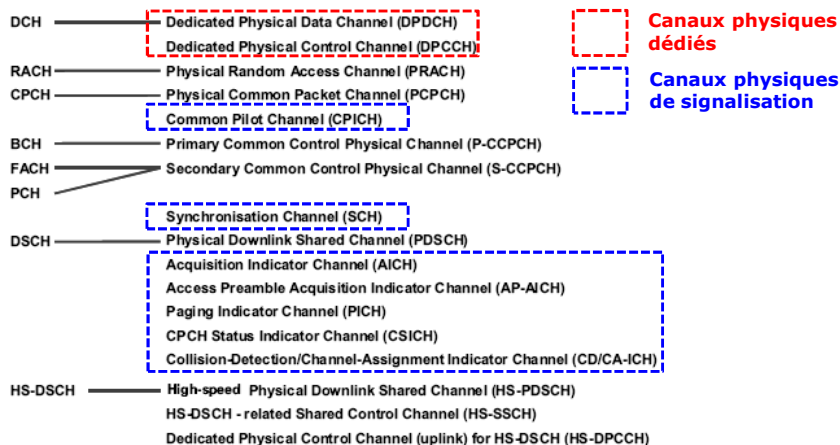 DCH Dedicated Physical Data Channel (DPDCH)
Dedicated Physical Control Channel (DPCCH)
RACH Physical Random Access Channel (PRACH)
CPCH Physical Common Packet Channel (PCPCH)
Common Pilot Channel (CPICH)
BCH Primary Common Control Physical Channel (P-CCPCH)
FACH Secondary Common Control Physical Channel (S-CCPCH)
PCH
Synchronisation Channel (SCH)
DSCH Physical Downlink Shared Channel (PDSCH)
Acquisition Indicator Channel (AICH)
Access Preamble Acquisition Indicator Channel (AP-AICH)
Paging Indicator Channel (PICH)
CPCH Status Indicator Channel (CSICH)
Collision-Detection/Channel-Assignment Indicator Channel (CD/CA-ICH)
HS-DSCH High-speed Physical Downlink Shared Channel (HS-PDSCH)
HS-DSCH - related Shared Control Channel (HS-SSCH)
Dedicated Physical Control Channel (uplink) for HS-DSCH (HS-DPCCH)
Canaux physiques
dédiés
Canaux physiques
de signalisation